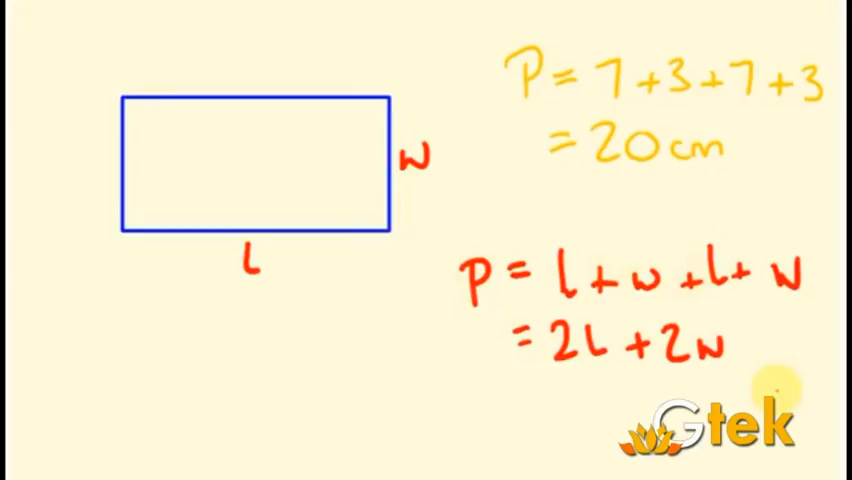 P = 7 + 3 + 7 + 3
= 20 cm
W
L
P = l + w + l + w
= 2l + 2w
Gtek